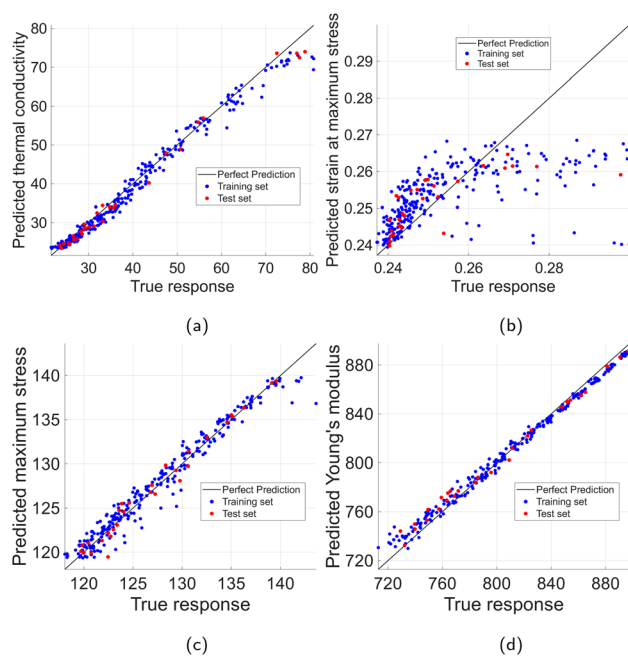 80
70
60
50
40
30
30 40 50 60 70 80
Predicted thermal conductivity
True response
Perfect Prediction
Training set
Test set
(a)
0.29
0.28
0.27
0.26
0.25
0.24
0.24 0.26 0.28
Predicted strain at maximum stress
True response
Perfect Prediction
Training set
Test set
(b)
140
135
130
125
120
120 125 130 135 140
Predicted maximum stress
True response
Perfect Prediction
Training set
Test set
(c)
880
840
800
760
720
720 760 800 840 880
Predicted Young's modulus
True response
Perfect Prediction
Training set
Test set
(d)